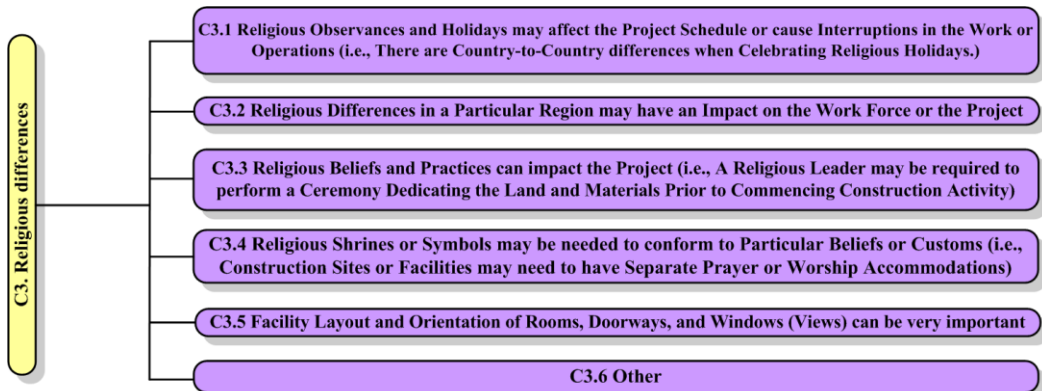 C3. Religious differences
C3.1 Religious Observances and Holidays may affect the Project Schedule or cause Interruptions in the Work or
Operations (i.e., There are Country-to-Country differences when Celebrating Religious Holidays.)
C3.2 Religious Differences in a Particular Region may have an Impact on the Work Force or the Project
C3.3 Religious Beliefs and Practices can impact the Project (i.e., A Religious Leader may be required to
perform a Ceremony Dedicating the Land and Materials Prior to Commencing Construction Activity)
C3.4 Religious Shrines or Symbols may be needed to conform to Particular Beliefs or Customs (i.e.,
Construction Sites or Facilities may need to have Separate Prayer or Worship Accommodations)
C3.5 Facility Layout and Orientation of Rooms, Doorways, and Windows (Views) can be very important
C3.6 Other